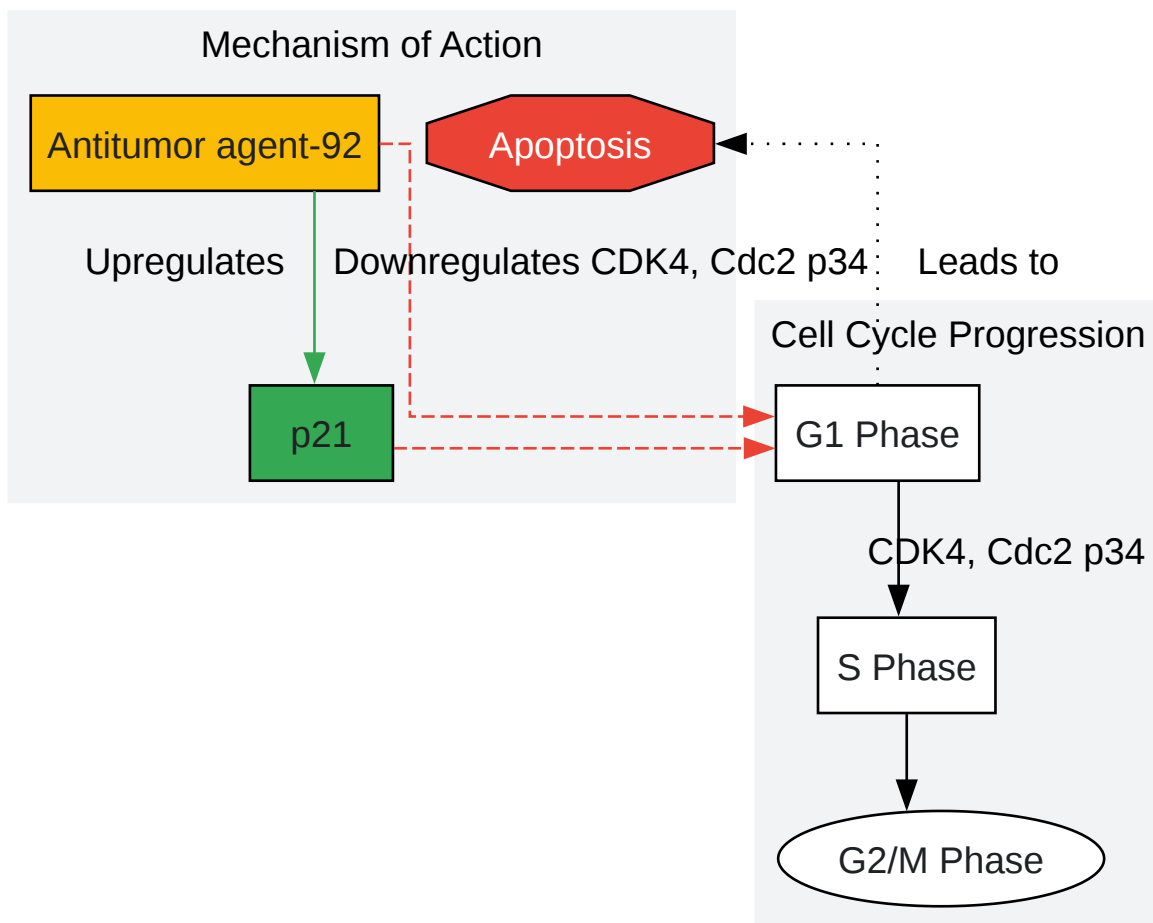 Mechanism of Action
Antitumor agent-92
Apoptosis
Upregulates
Downregulates CDK4, Cdc2 p34
Leads to
Cell Cycle Progression
p21
G1 Phase
CDK4, Cdc2 p34
S Phase
G2/M Phase